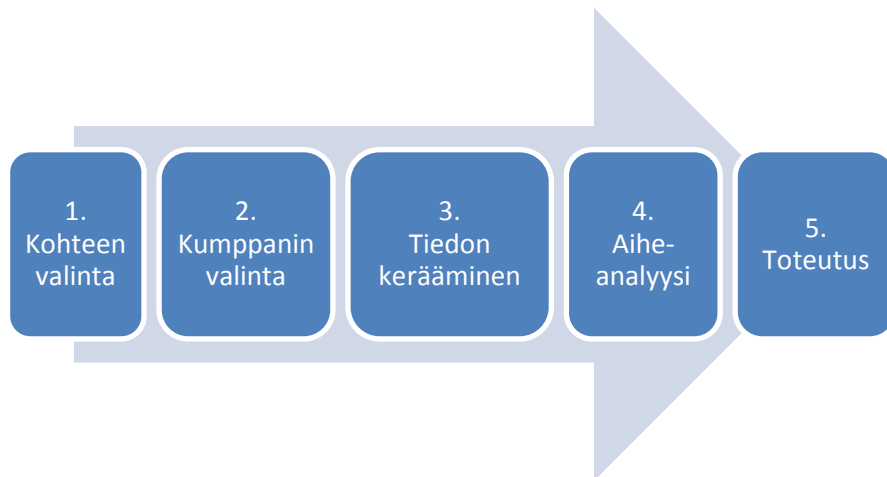 1.
Kohteen
valinta
2.
Kumppanin
valinta
3.
Tiedon
kerääminen
4.
Aihe-
analyysi
5.
Toteutus